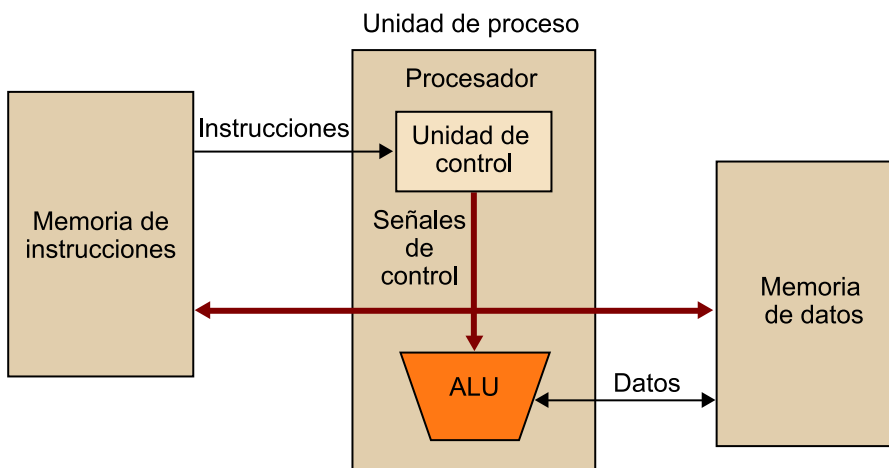 Unidad de proceso
Procesador
Instrucciones
Unidad de
control
Memoria de
instrucciones
Señales
de
control
Memoria
de datos
ALU
Datos